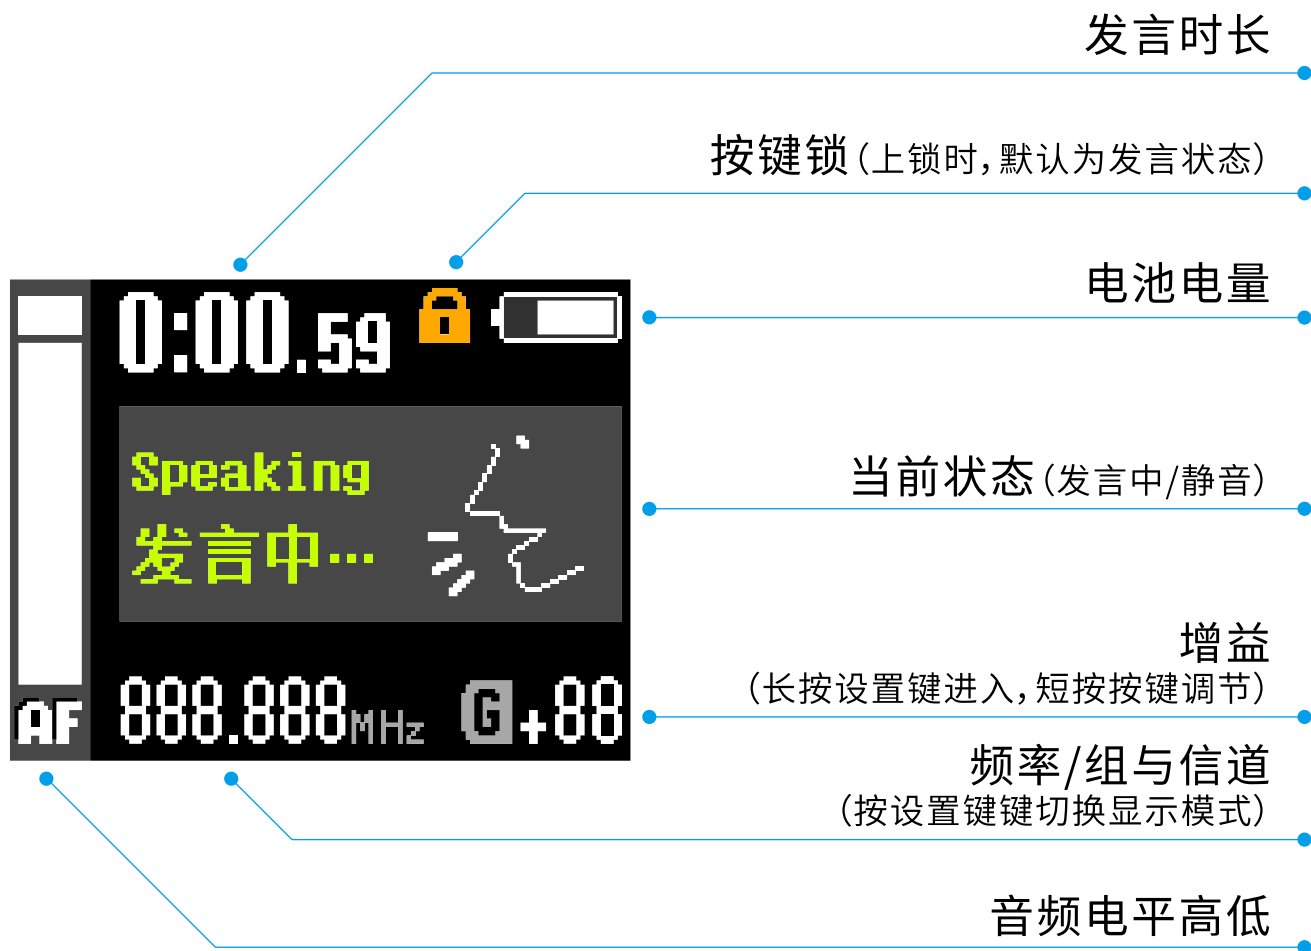 发言时长
按键锁（上锁时，默认为发言状态）
0:00.59
电池电量
Speaking
发言中…
当前状态（发言中/静音）
增益
（长按设置键进入，短按按键调节）
AF
888.888MHz
G+88
频率/组与信道
（按设置键键切换显示模式）
音频电平高低